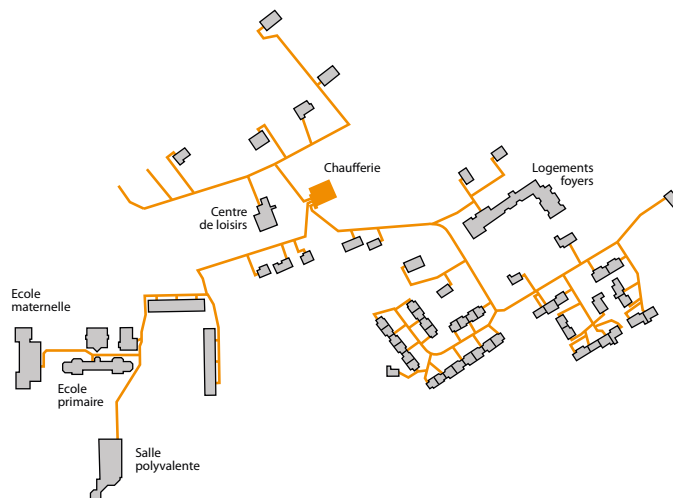 Chaufferie
Logements
foyers
Centre
de loisirs
Ecole
maternelle
Ecole
primaire
Salle
polyvalente